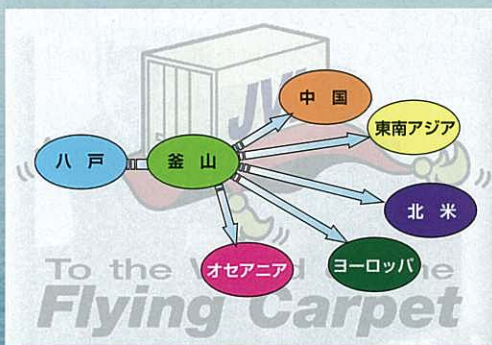 JV
中国
東南アジア
八戸
釜山
北米
オセアニア
ヨーロッパ
To the
Flying Carpet